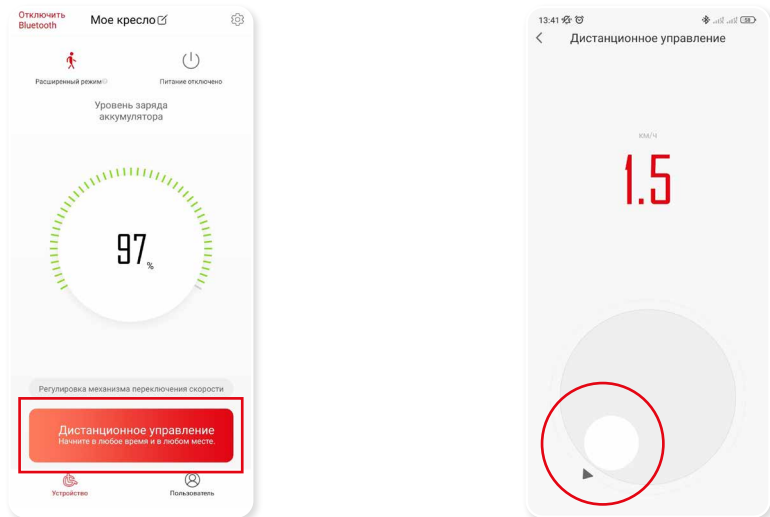 Отключить
Bluetooth
Мое кресло
Расширенный режим
Питание отключено
Уровень заряда
аккумулятора
97 %
Регулировка механизма переключения скорости
Дистанционное управление
Начните в любое время и в любом месте.
Устройство
Пользователь
13:41
58
Дистанционное управление
км/ч
1.5